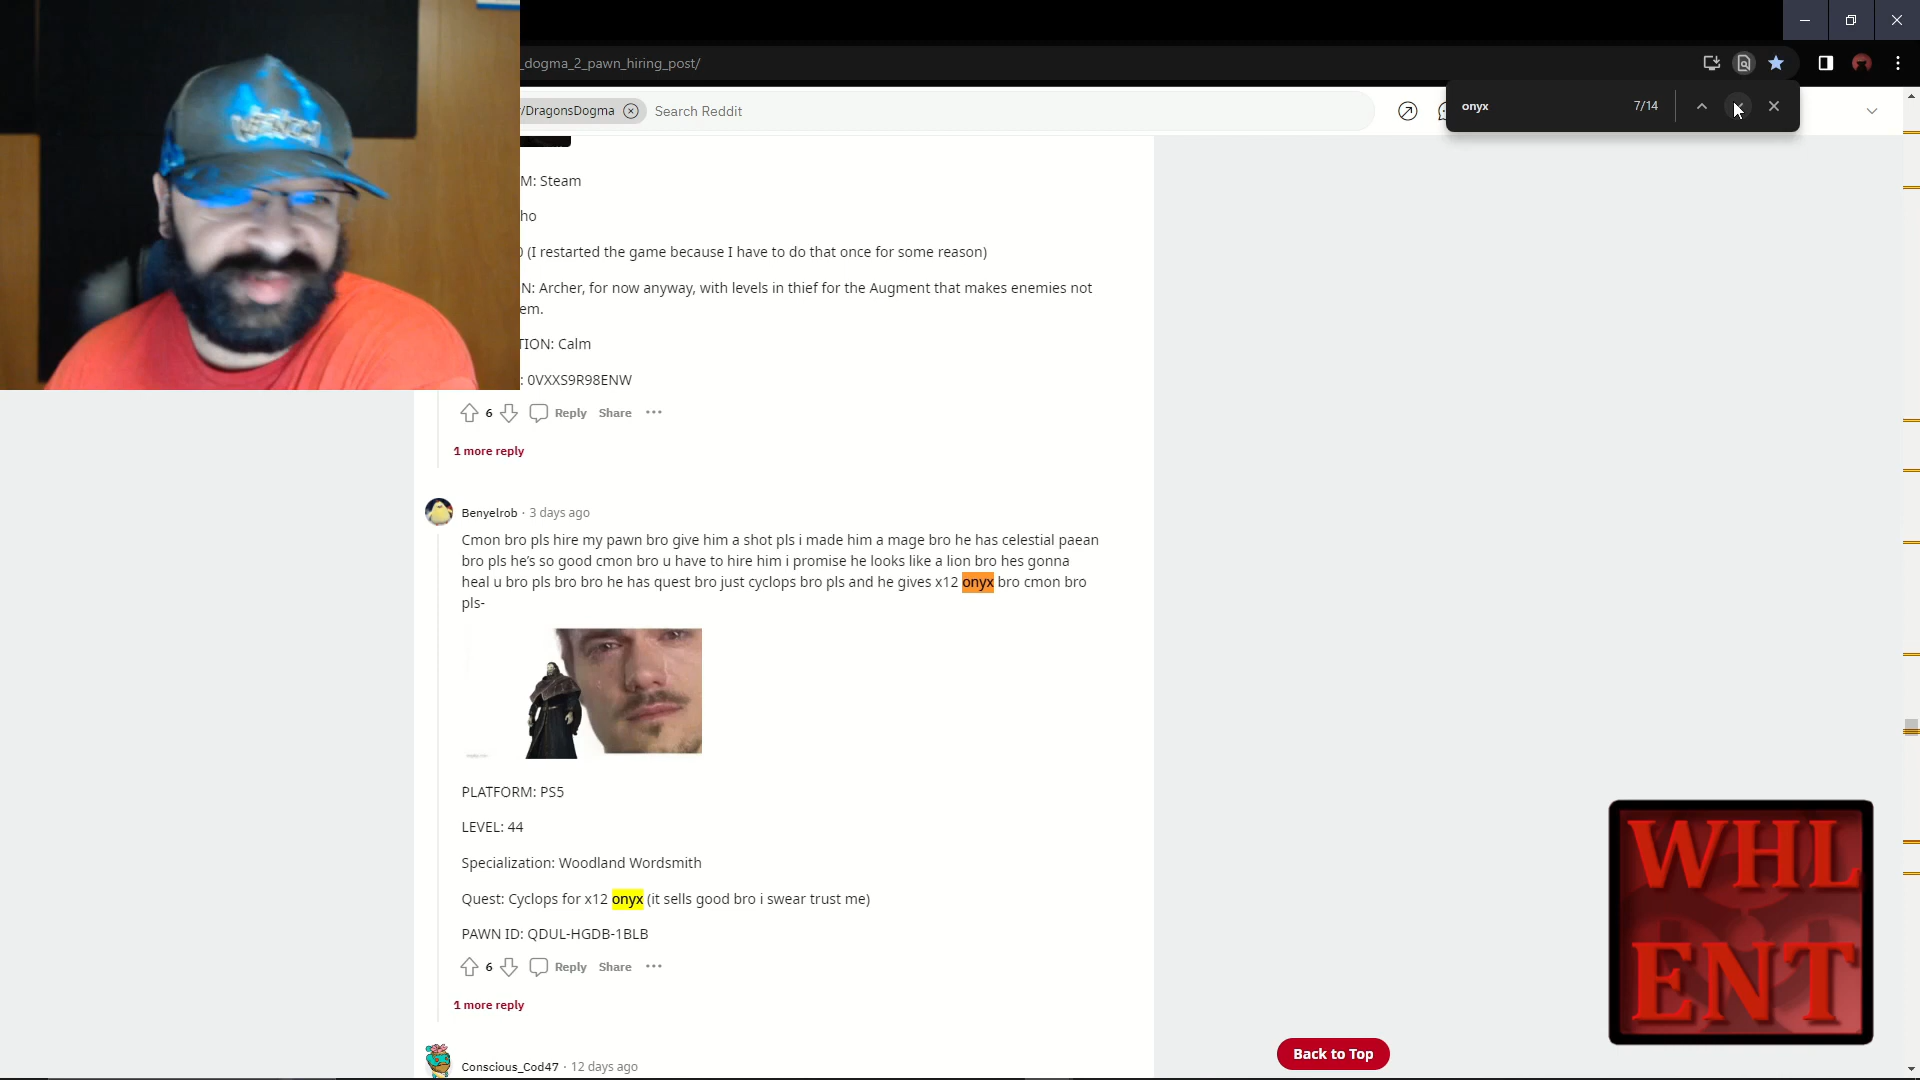 _dogma_2_pawn_hiring_post/
onyx
7/14
/DragonsDogma
Search Reddit
M: Steam
ho
(I restarted the game because I have to do that once for some reason)
N: Archer, for now anyway, with levels in thief for the Augment that makes enemies not
em.
TION: Calm
: 0VXXS9R98ENW
6 Reply Share
1 more reply
Benyelrob · 3 days ago
Cmon bro pls hire my pawn bro give him a shot pls i made him a mage bro he has celestial paean
bro pls he's so good cmon bro u have to hire him i promise he looks like a lion bro hes gonna
heal u bro pls bro bro he has quest bro just cyclops bro pls and he gives x12 onyx bro cmon bro
pls-
PLATFORM: PS5
LEVEL: 44
Specialization: Woodland Wordsmith
Quest: Cyclops for x12 onyx (it sells good bro i swear trust me)
PAWN ID: QDUL-HGDB-1BLB
6 Reply Share
1 more reply
Conscious_Cod47 · 12 days ago
Back to Top
WHL
ENT